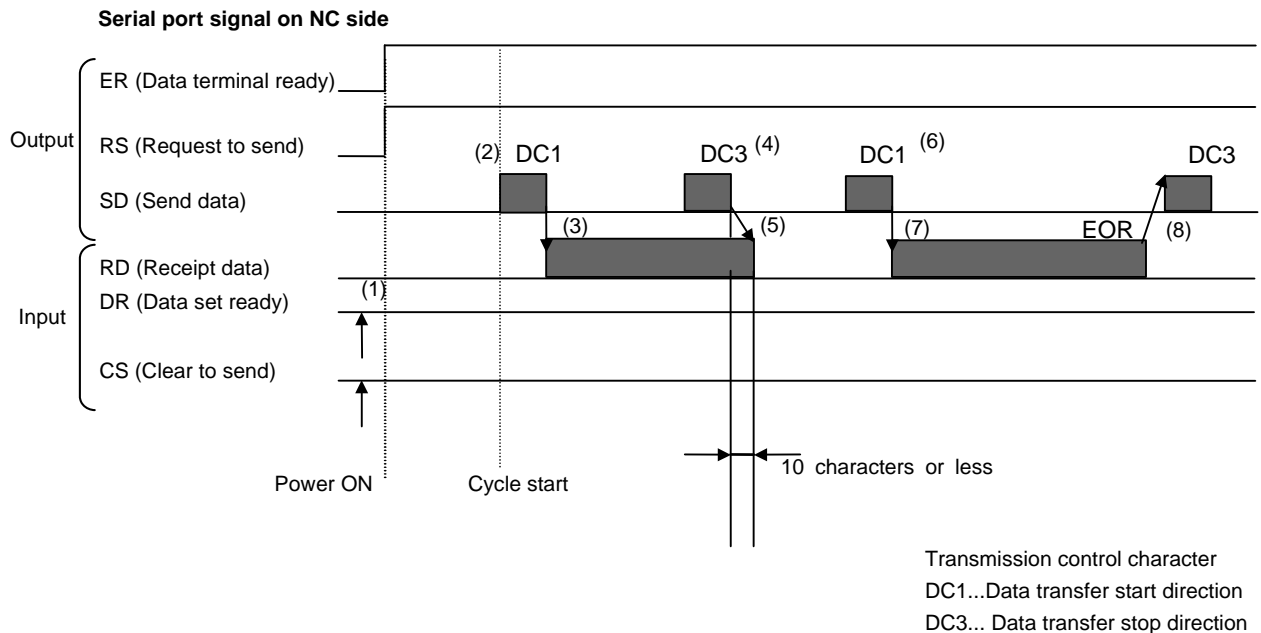 Serial port signal on NC side
ER (Data terminal ready)
Output
RS (Request to send)
(2) DC1
DC3 (4)
DC1 (6)
DC3
SD (Send data)
(3)
(5)
(7)
EOR
(8)
RD (Receipt data)
(1)
DR (Data set ready)
Input
CS (Clear to send)
10 characters or less
Power ON
Cycle start
Transmission control character
DC1...Data transfer start direction
DC3... Data transfer stop direction